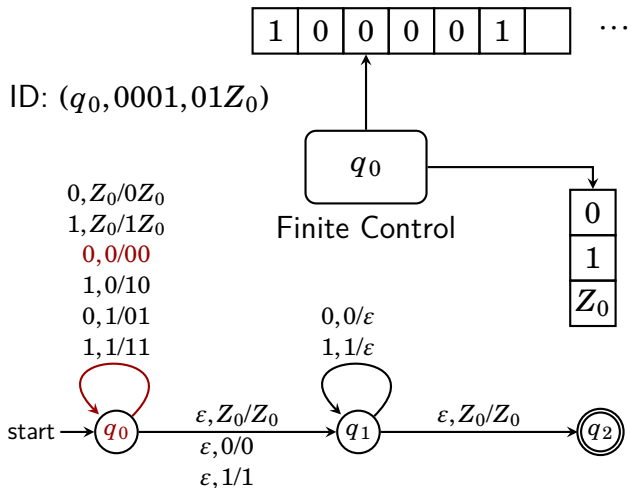 1 0 0 0 0 1 ⋯
ID: (q₀,0001,01Z₀)
q₀
Finite Control
0
1
Z₀
0,Z₀/0Z₀
1,Z₀/1Z₀
0,0/00
1,0/10
0,1/01
1,1/11
0,0/ε
1,1/ε
start
q₀
ε,Z₀/Z₀
ε,0/0
ε,1/1
q₁
ε,Z₀/Z₀
q₂